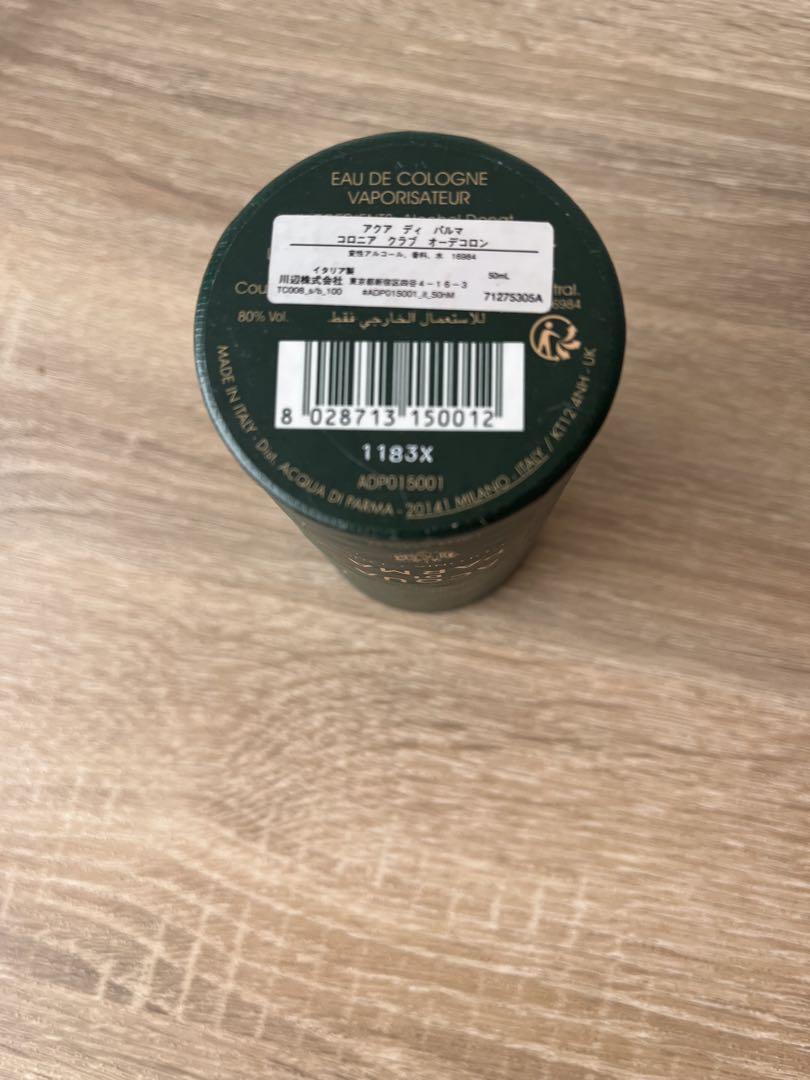 EAU DE COLOGNE
VAPORISATEUR
アクア ディ パルマ
コロニア クラブ オーデコロン
変性アルコール、香料、水 16984
イタリア製 50mL
川辺株式会社 東京都新宿区四谷4-16-3
TC006_s/b_100 #ADP015001_it_50HM 71275305A
80% Vol. للاستعمال الخارجي فقط
8 028713 150012
1183X
ADP015001
MADE IN ITALY - Dist. ACQUA DI PARMA - 20141 MILANO - ITALY / KT12 4NH - UK
ACQUA
PARMA